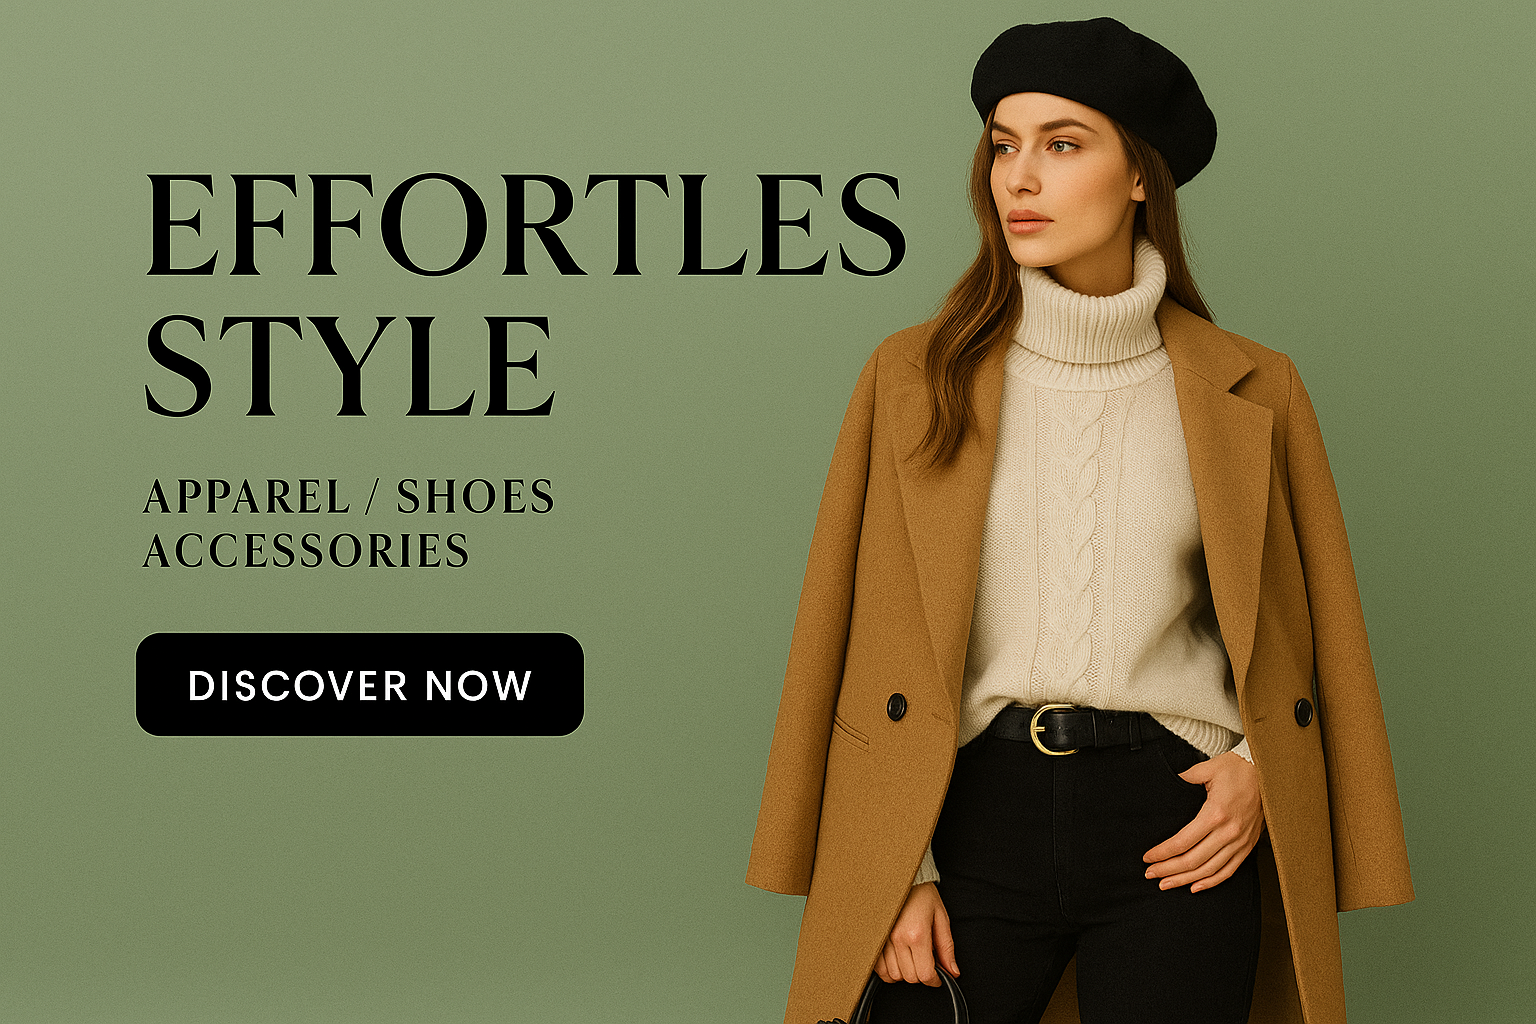 EFFORTLES
STYLE
APPAREL / SHOES
ACCESSORIES
DISCOVER NOW